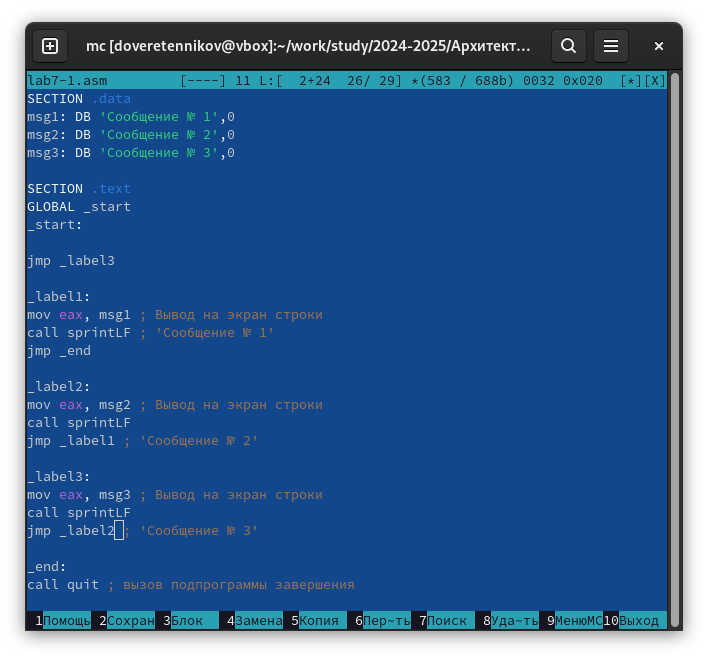 mc [doveretennikov@vbox]:~/work/study/2024-2025/Архитект...
lab7-1.asm [----] 11 L:[ 2+24 26/ 29] *(583 / 688b) 0032 0x020 [*][X]
SECTION .data
msg1: DB 'Сообщение № 1',0
msg2: DB 'Сообщение № 2',0
msg3: DB 'Сообщение № 3',0
SECTION .text
GLOBAL _start
_start:
jmp _label3
_label1:
mov eax, msg1 ; Вывод на экран строки
call sprintLF ; 'Сообщение № 1'
jmp _end
_label2:
mov eax, msg2 ; Вывод на экран строки
call sprintLF
jmp _label1 ; 'Сообщение № 2'
_label3:
mov eax, msg3 ; Вывод на экран строки
call sprintLF
jmp _label2 ; 'Сообщение № 3'
_end:
call quit ; вызов подпрограммы завершения
1Помощь 2Сохран 3Блок 4Замена 5Копия 6Пер~ть 7Поиск 8Уда~ть 9МенюMC 10Выход